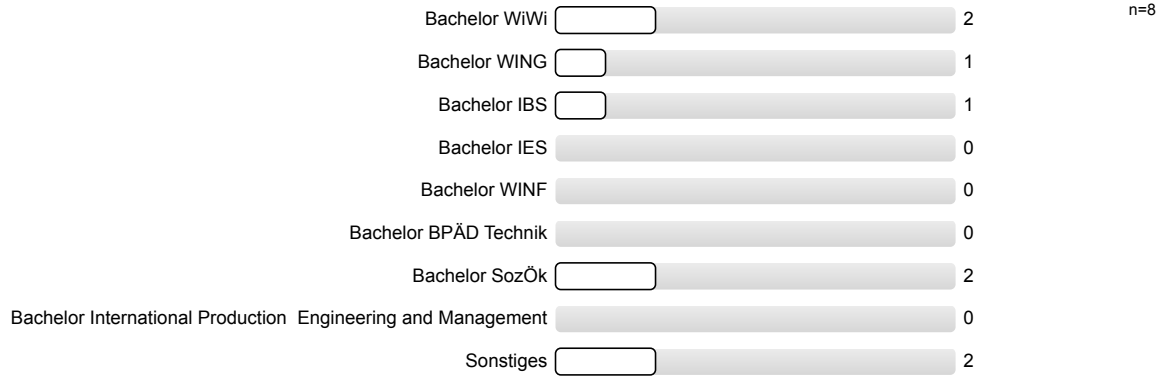 Bachelor WiWi 2 n=8
Bachelor WING 1
Bachelor IBS 1
Bachelor IES 0
Bachelor WINF 0
Bachelor BPÄD Technik 0
Bachelor SozÖk 2
Bachelor International Production  Engineering and Management 0
Sonstiges 2